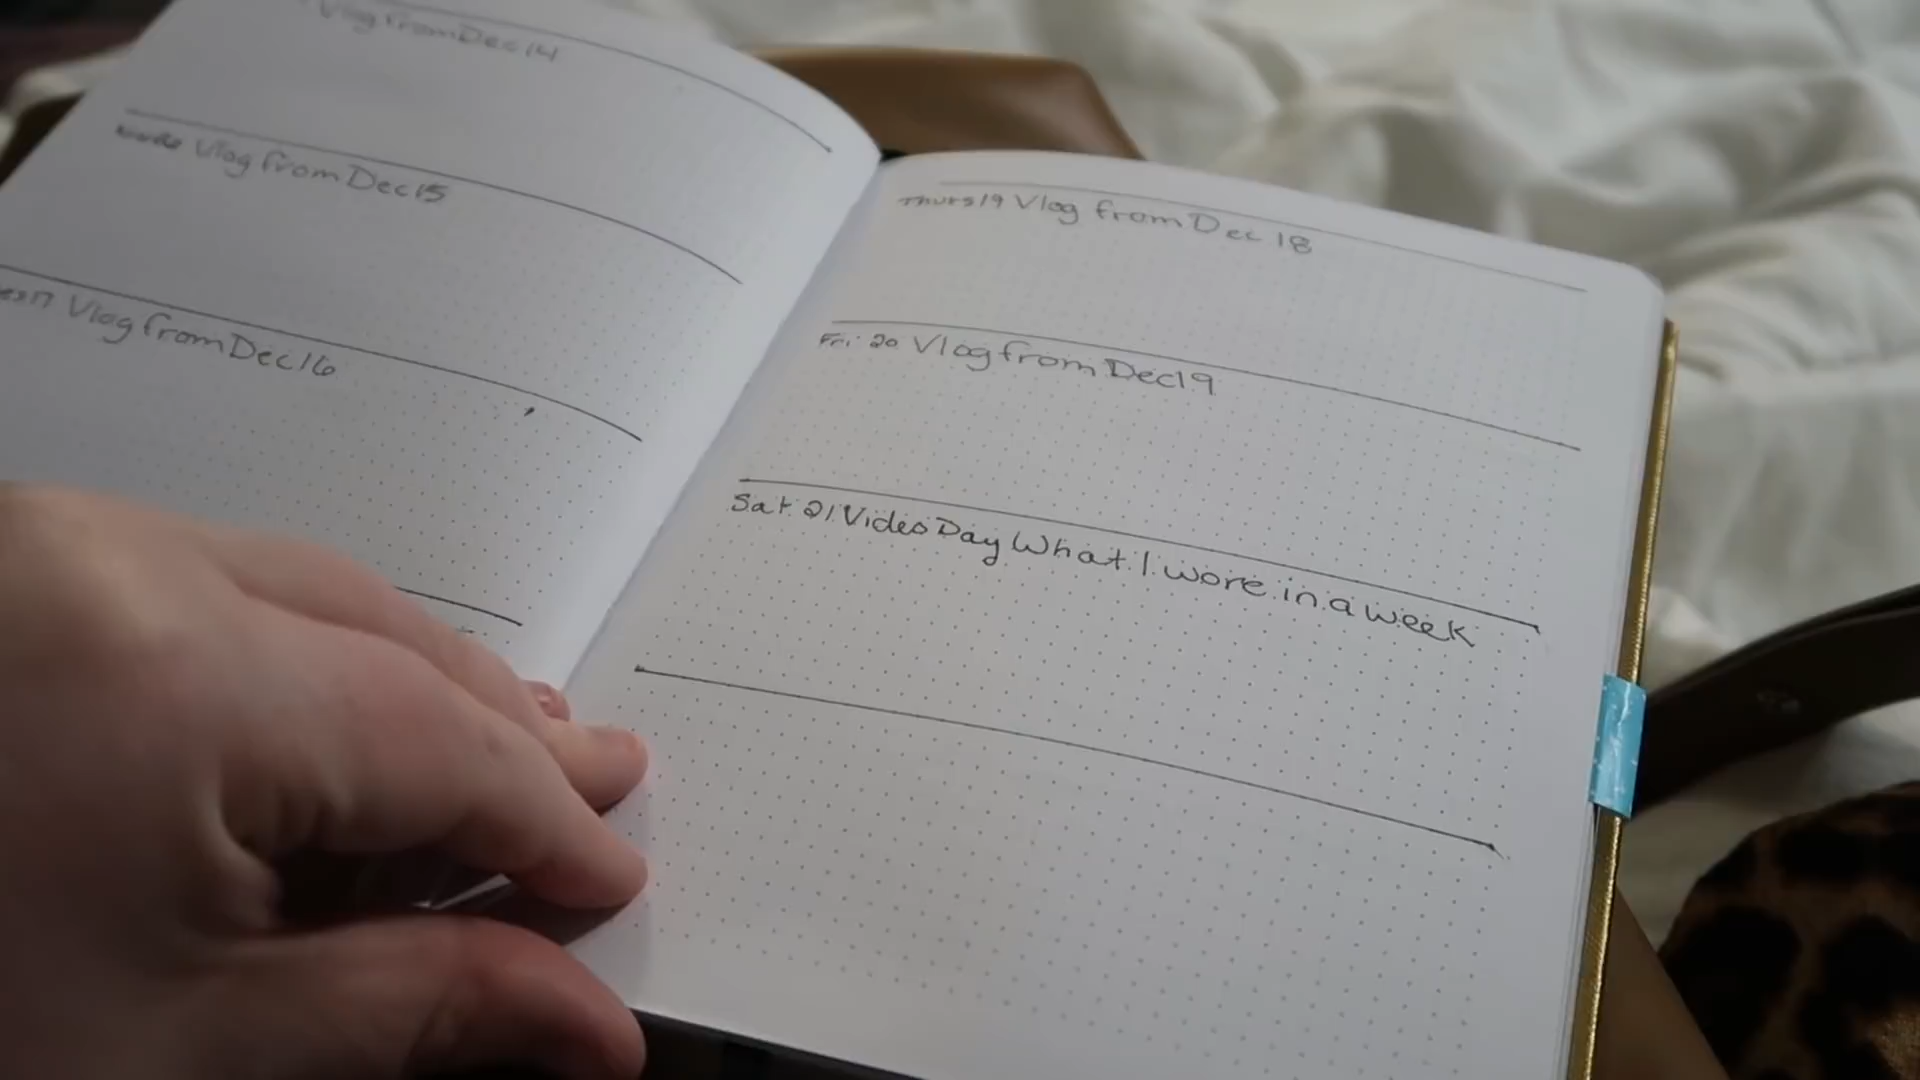 Vlog from Dec 14
Vlog from Dec 15
Vlog from Dec 16
Thurs 19 Vlog from Dec 18
Fri 20 Vlog from Dec 19
Sat 21 Video Day What I wore in a week